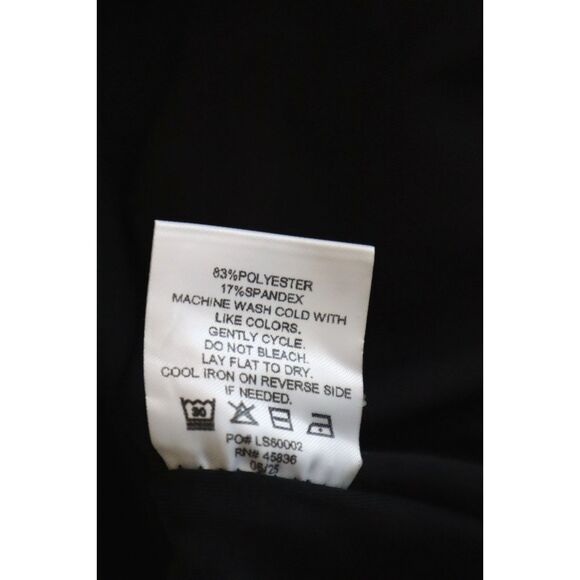 83%POLYESTER
17%SPANDEX
MACHINE WASH COLD WITH
LIKE COLORS.
GENTLY CYCLE.
DO NOT BLEACH.
LAY FLAT TO DRY.
COOL IRON ON REVERSE SIDE
IF NEEDED.
30
PO# LS60002
RN# 45836
08/25